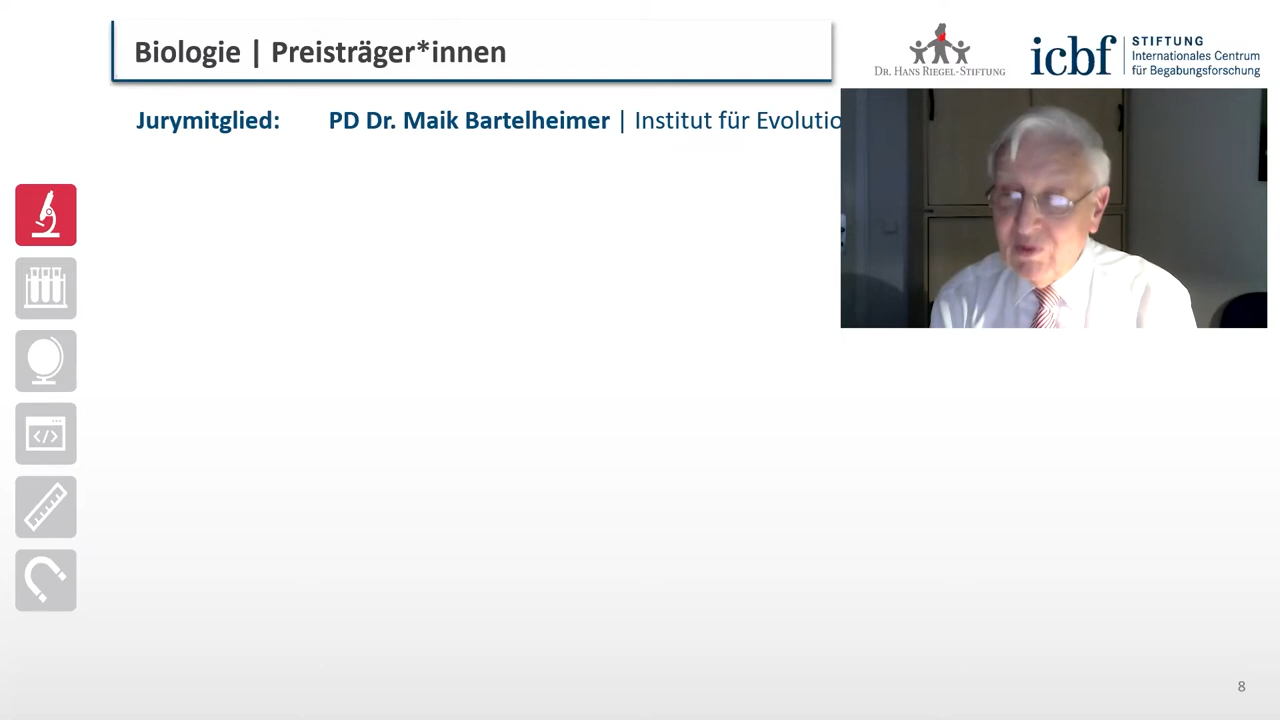 Biologie | Preisträger*innen
DR. HANS RIEGEL-STIFTUNG
icbf
STIFTUNG
Internationales Centrum
für Begabungsforschung
Jurymitglied: PD Dr. Maik Bartelheimer | Institut für Evolutio
</>
8